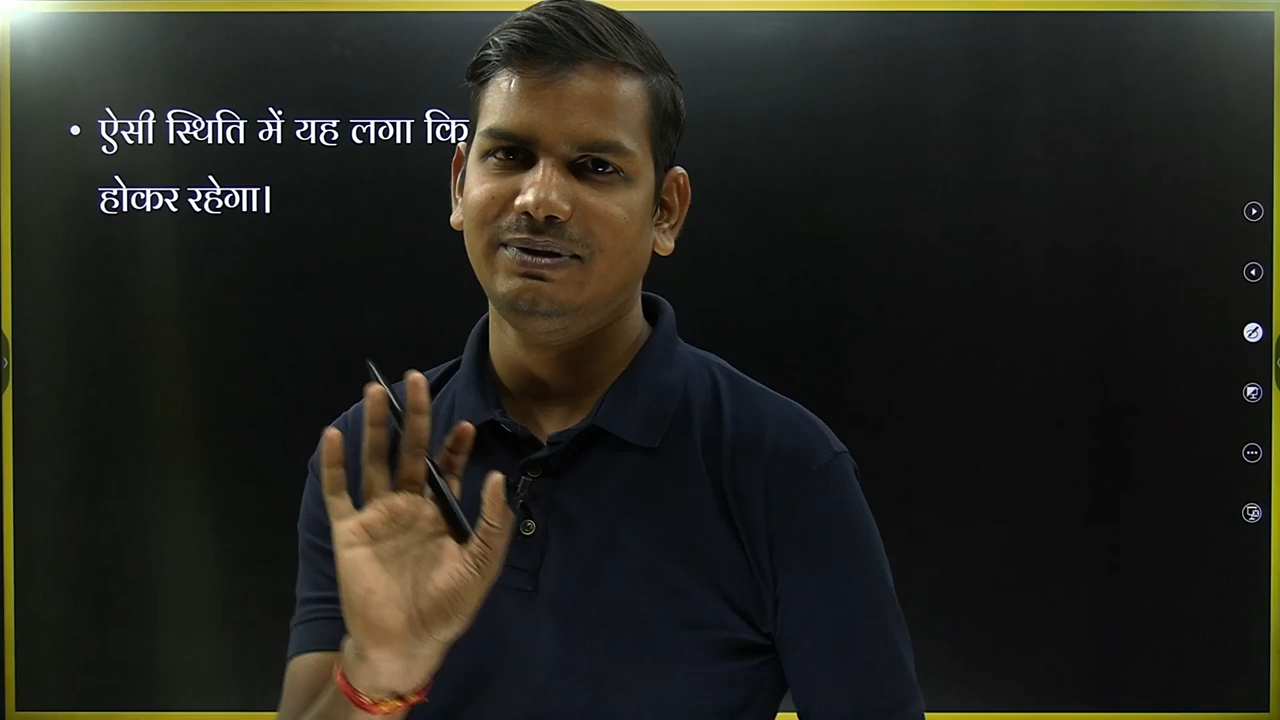 • ऐसी स्थिति में यह लगा कि
होकर रहेगा।